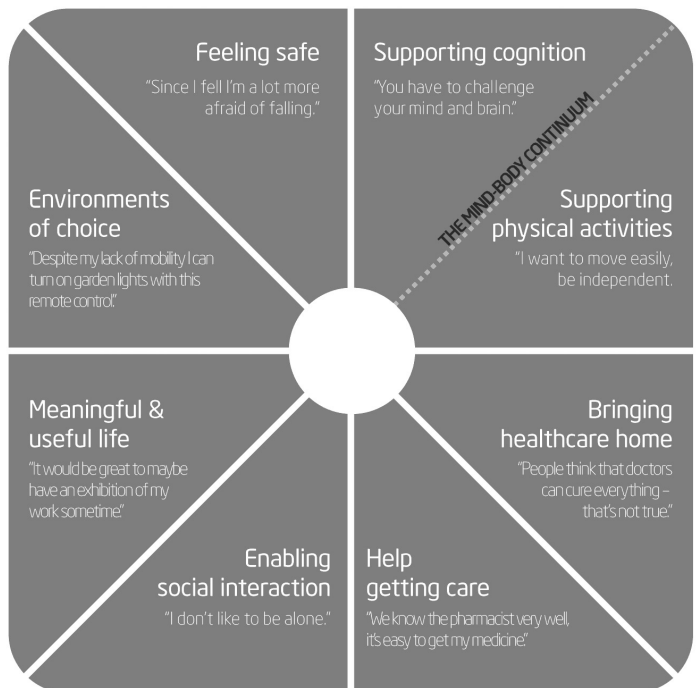 Feeling safe
"Since I fell I'm a lot more
afraid of falling."
Supporting cognition
"You have to challenge
your mind and brain."
THE MIND-BODY CONTINUUM
Supporting
physical activities
"I want to move easily,
be independent.
Environments
of choice
"Despite my lack of mobility I can
turn on garden lights with this
remote control."
Meaningful &
useful life
"It would be great to maybe
have an exhibition of my
work sometime."
Bringing
healthcare home
"People think that doctors
can cure everything –
that's not true."
Enabling
social interaction
"I don't like to be alone."
Help
getting care
"We know the pharmacist very well,
it's easy to get my medicine."